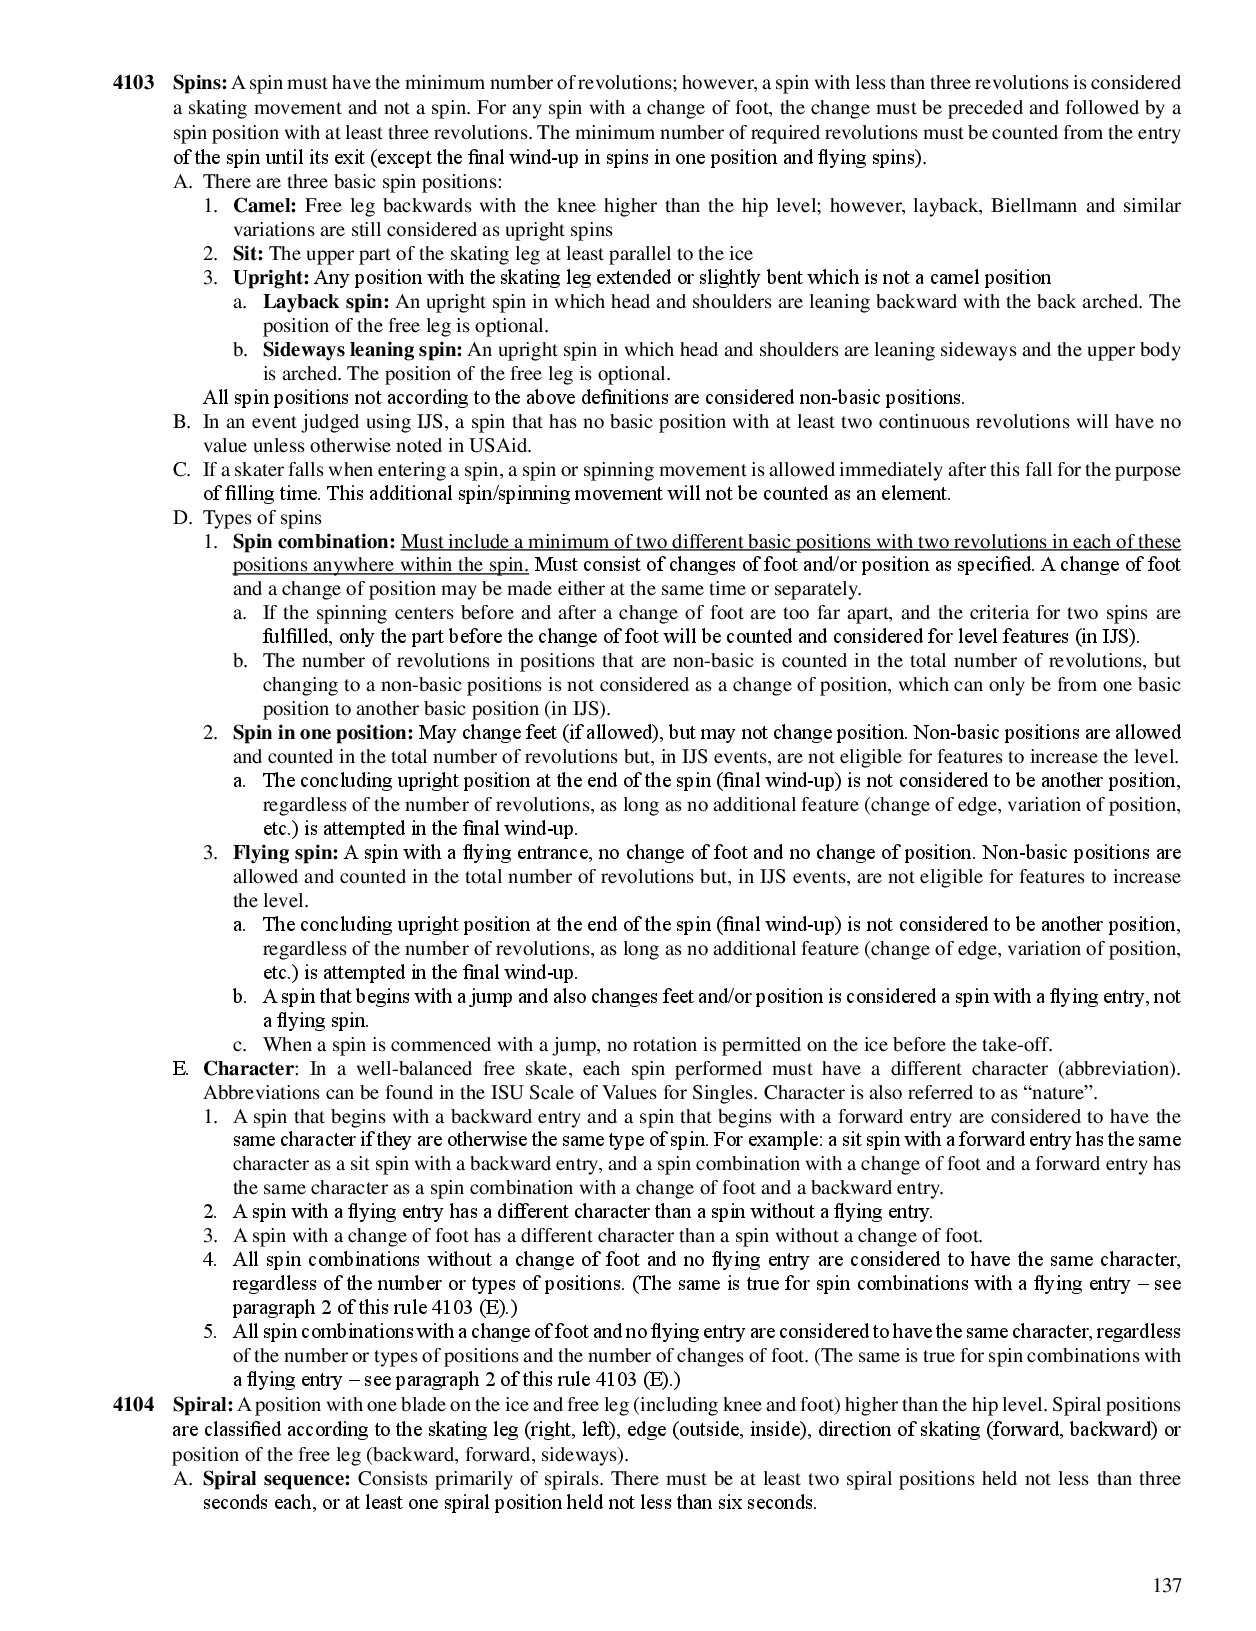 4103 Spins: A spin must have the minimum number of revolutions; however, a spin with less than three revolutions is considered
a skating movement and not a spin. For any spin with a change of foot, the change must be preceded and followed by a
spin position with at least three revolutions. The minimum number of required revolutions must be counted from the entry
of the spin until its exit (except the final wind-up in spins in one position and flying spins).
A. There are three basic spin positions:
1. Camel: Free leg backwards with the knee higher than the hip level; however, layback, Biellmann and similar
variations are still considered as upright spins
2. Sit: The upper part of the skating leg at least parallel to the ice
3. Upright: Any position with the skating leg extended or slightly bent which is not a camel position
a. Layback spin: An upright spin in which head and shoulders are leaning backward with the back arched. The
position of the free leg is optional.
b. Sideways leaning spin: An upright spin in which head and shoulders are leaning sideways and the upper body
is arched. The position of the free leg is optional.
All spin positions not according to the above definitions are considered non-basic positions.
B. In an event judged using IJS, a spin that has no basic position with at least two continuous revolutions will have no
value unless otherwise noted in USAid.
C. If a skater falls when entering a spin, a spin or spinning movement is allowed immediately after this fall for the purpose
of filling time. This additional spin/spinning movement will not be counted as an element.
D. Types of spins
1. Spin combination: Must include a minimum of two different basic positions with two revolutions in each of these
positions anywhere within the spin. Must consist of changes of foot and/or position as specified. A change of foot
and a change of position may be made either at the same time or separately.
a. If the spinning centers before and after a change of foot are too far apart, and the criteria for two spins are
fulfilled, only the part before the change of foot will be counted and considered for level features (in IJS).
b. The number of revolutions in positions that are non-basic is counted in the total number of revolutions, but
changing to a non-basic positions is not considered as a change of position, which can only be from one basic
position to another basic position (in IJS).
2. Spin in one position: May change feet (if allowed), but may not change position. Non-basic positions are allowed
and counted in the total number of revolutions but, in IJS events, are not eligible for features to increase the level.
a. The concluding upright position at the end of the spin (final wind-up) is not considered to be another position,
regardless of the number of revolutions, as long as no additional feature (change of edge, variation of position,
etc.) is attempted in the final wind-up.
3. Flying spin: A spin with a flying entrance, no change of foot and no change of position. Non-basic positions are
allowed and counted in the total number of revolutions but, in IJS events, are not eligible for features to increase
the level.
a. The concluding upright position at the end of the spin (final wind-up) is not considered to be another position,
regardless of the number of revolutions, as long as no additional feature (change of edge, variation of position,
etc.) is attempted in the final wind-up.
b. A spin that begins with a jump and also changes feet and/or position is considered a spin with a flying entry, not
a flying spin.
c. When a spin is commenced with a jump, no rotation is permitted on the ice before the take-off.
E. Character: In a well-balanced free skate, each spin performed must have a different character (abbreviation).
Abbreviations can be found in the ISU Scale of Values for Singles. Character is also referred to as “nature”.
1. A spin that begins with a backward entry and a spin that begins with a forward entry are considered to have the
same character if they are otherwise the same type of spin. For example: a sit spin with a forward entry has the same
character as a sit spin with a backward entry, and a spin combination with a change of foot and a forward entry has
the same character as a spin combination with a change of foot and a backward entry.
2. A spin with a flying entry has a different character than a spin without a flying entry.
3. A spin with a change of foot has a different character than a spin without a change of foot.
4. All spin combinations without a change of foot and no flying entry are considered to have the same character,
regardless of the number or types of positions. (The same is true for spin combinations with a flying entry – see
paragraph 2 of this rule 4103 (E).)
5. All spin combinations with a change of foot and no flying entry are considered to have the same character, regardless
of the number or types of positions and the number of changes of foot. (The same is true for spin combinations with
a flying entry – see paragraph 2 of this rule 4103 (E).)
4104 Spiral: A position with one blade on the ice and free leg (including knee and foot) higher than the hip level. Spiral positions
are classified according to the skating leg (right, left), edge (outside, inside), direction of skating (forward, backward) or
position of the free leg (backward, forward, sideways).
A. Spiral sequence: Consists primarily of spirals. There must be at least two spiral positions held not less than three
seconds each, or at least one spiral position held not less than six seconds.
137